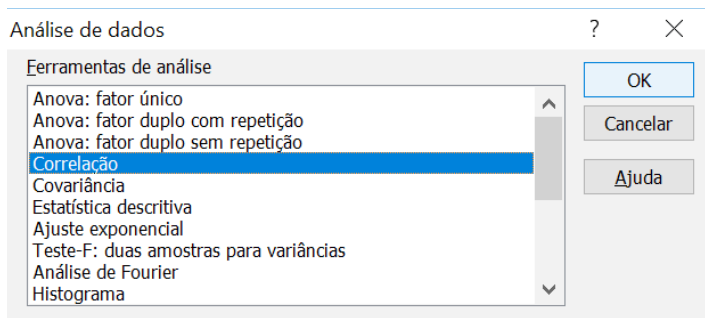 Análise de dados
?
Ferramentas de análise
OK
Anova: fator único
Anova: fator duplo com repetição
Cancelar
Anova: fator duplo sem repetição
Correlação
Covariância
Ajuda
Estatística descritiva
Ajuste exponencial
Teste-F: duas amostras para variâncias
Análise de Fourier
Histograma